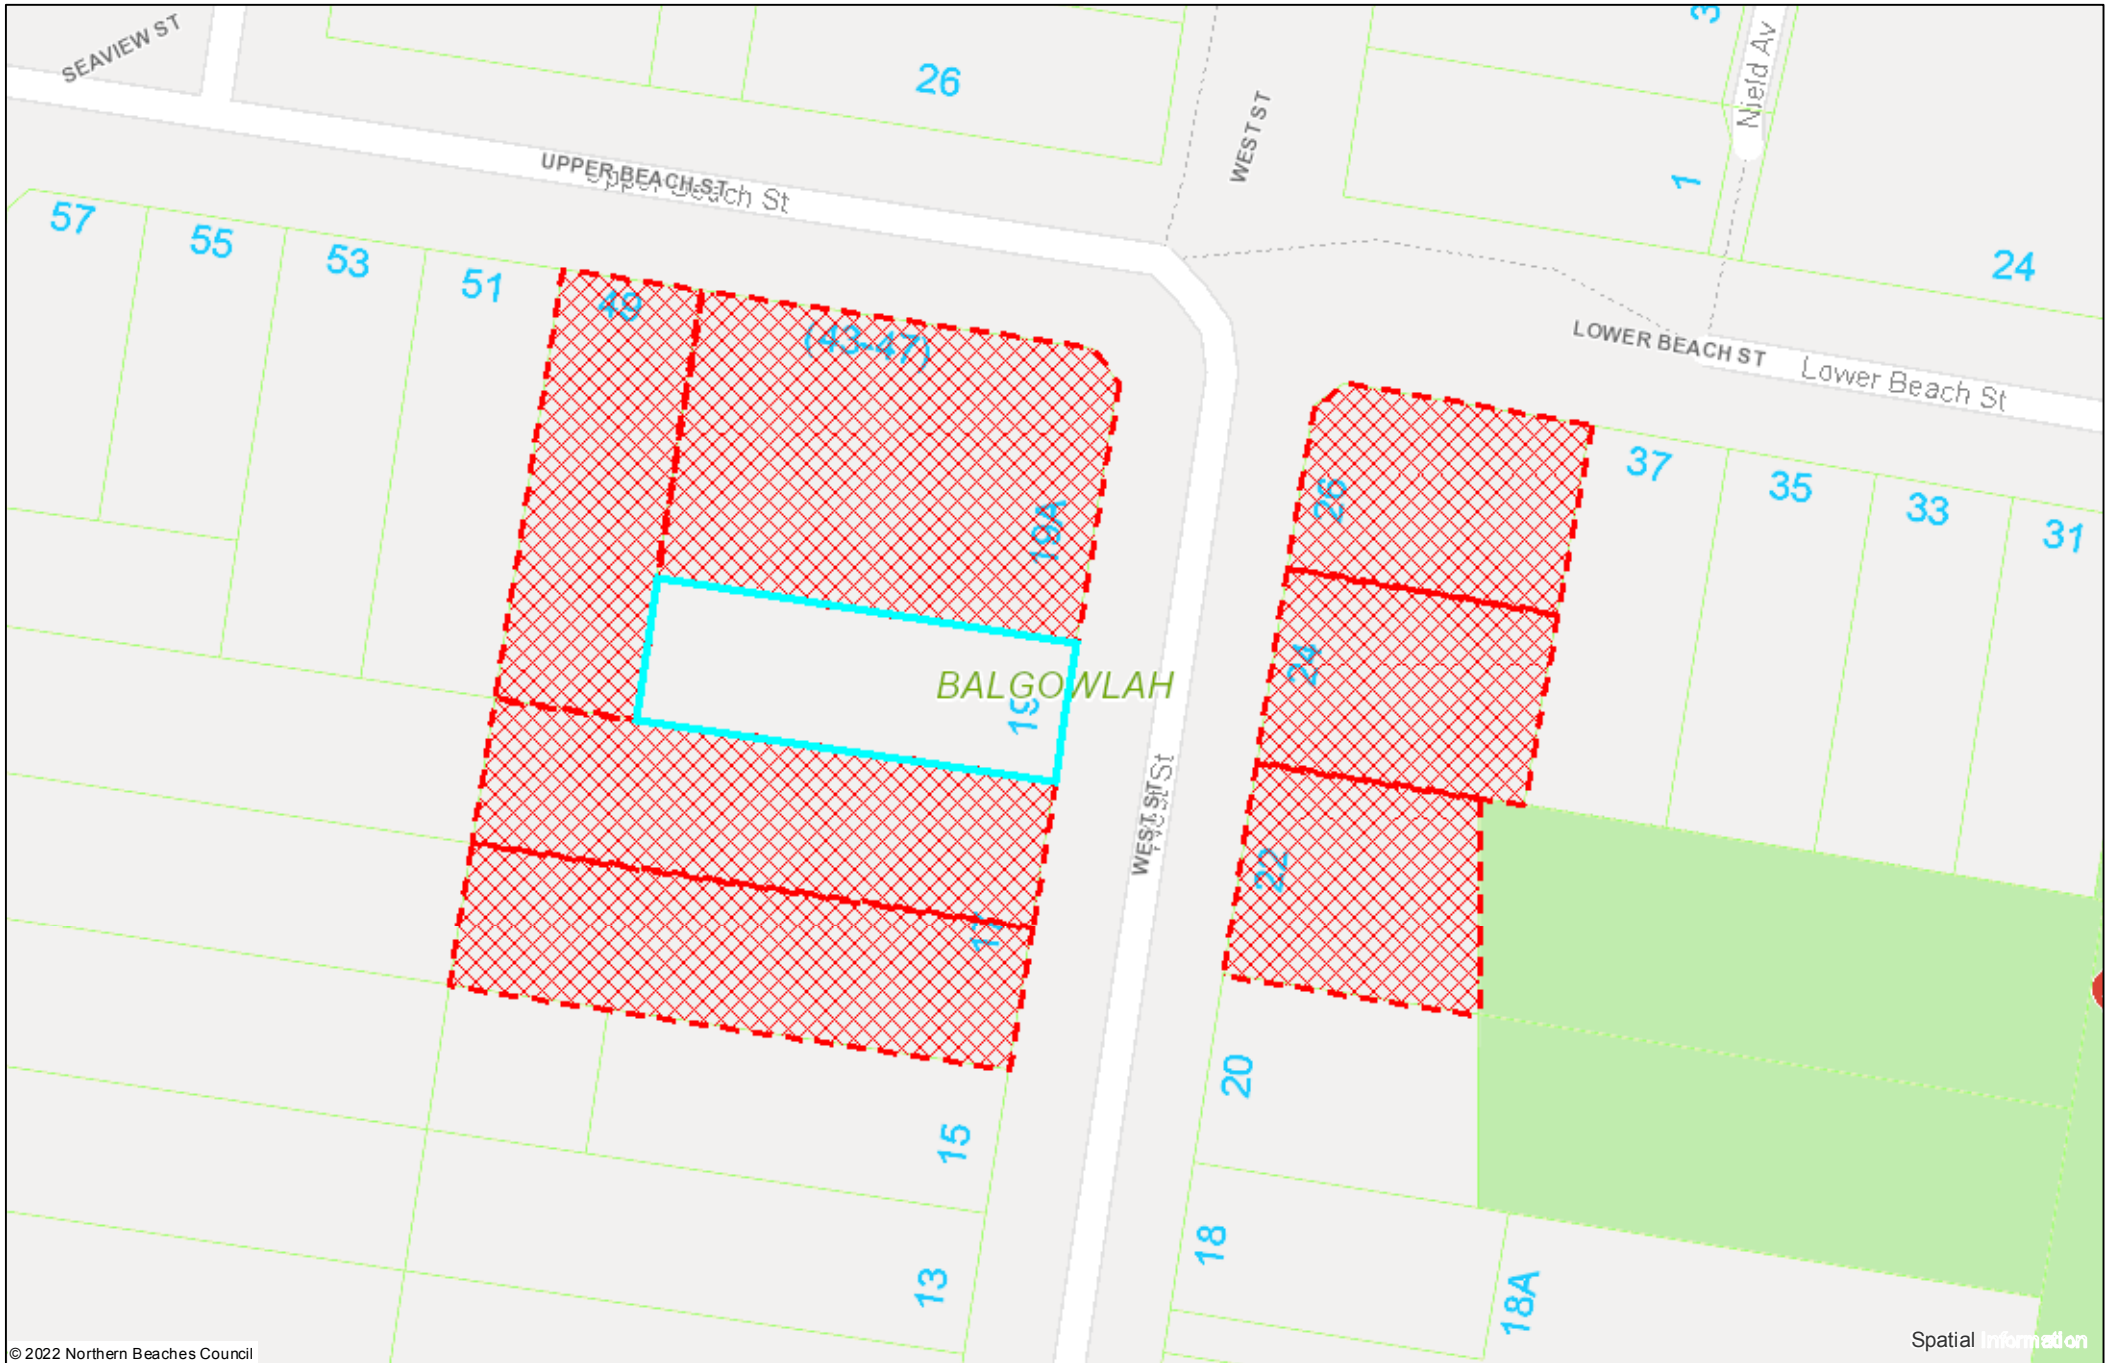 SEAVIEW ST
3
Nield Av
26
WEST ST
UPPER BEACH ST
Upper Beach St
1
57
55
53
51
24
49
(43-47)
LOWER BEACH ST
Lower Beach St
37
35
33
31
26
19A
24
BALGOWLAH
19
West St
WEST ST
22
17
20
15
18
13
18A
Spatial Information
© 2022 Northern Beaches Council